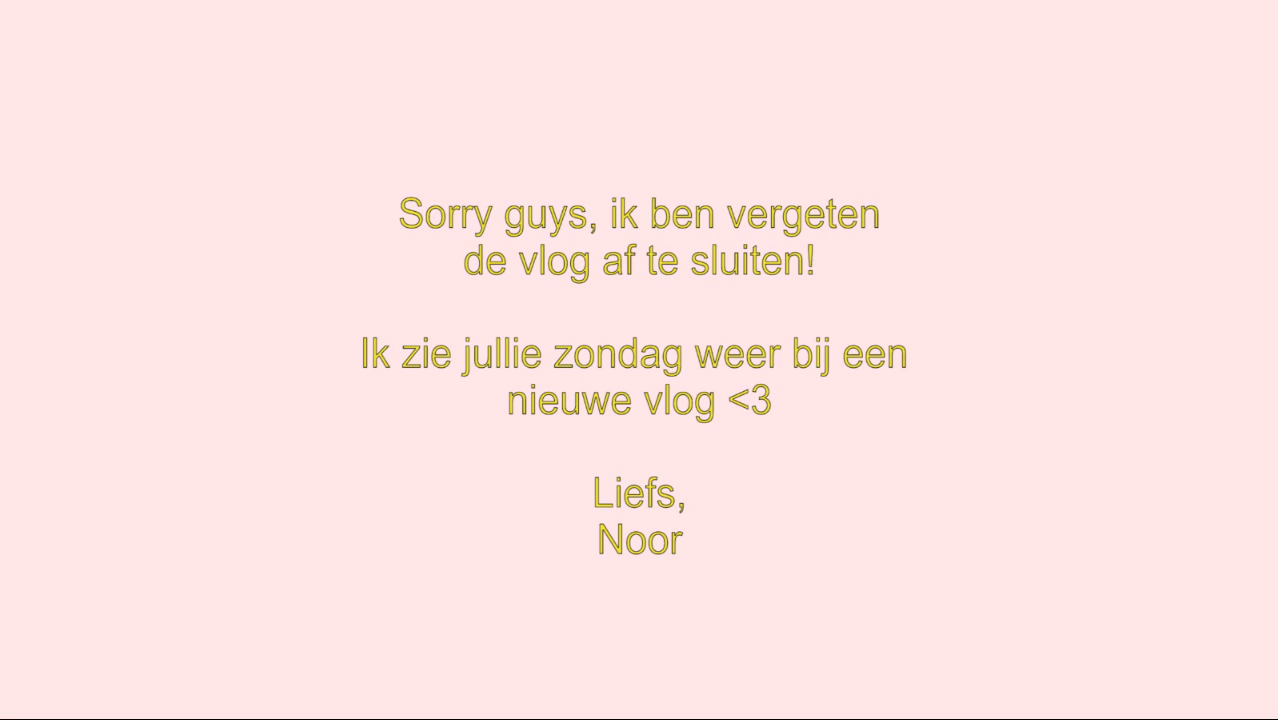 Sorry guys, ik ben vergeten
de vlog af te sluiten!
Ik zie jullie zondag weer bij een
nieuwe vlog <3
Liefs,
Noor